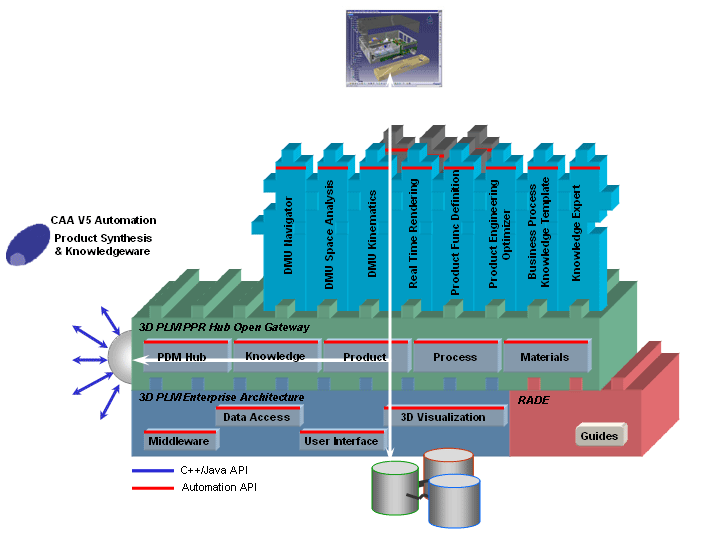 CAA V5 Automation
Product Synthesis
& Knowledgeware
DMU Navigator
DMU Space Analysis
DMU Kinematics
Real Time Rendering
Product Func Definition
Product Engineering
Optimizer
Business Process
Knowledge Template
Knowledge Expert
3D PLM PPR Hub Open Gateway
PDM Hub
Knowledge
Product
Process
Materials
3D PLM Enterprise Architecture
RADE
Data Access
3D Visualization
Middleware
User Interface
Guides
C++/Java API
Automation API